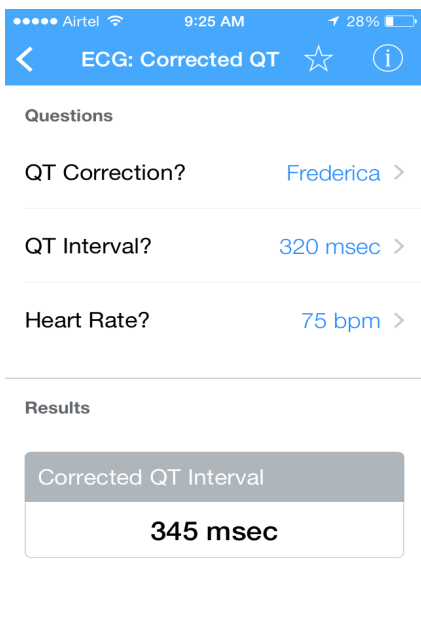 Airtel 9:25 AM 28%
ECG: Corrected QT
Questions
QT Correction? Frederica
QT Interval? 320 msec
Heart Rate? 75 bpm
Results
Corrected QT Interval
345 msec